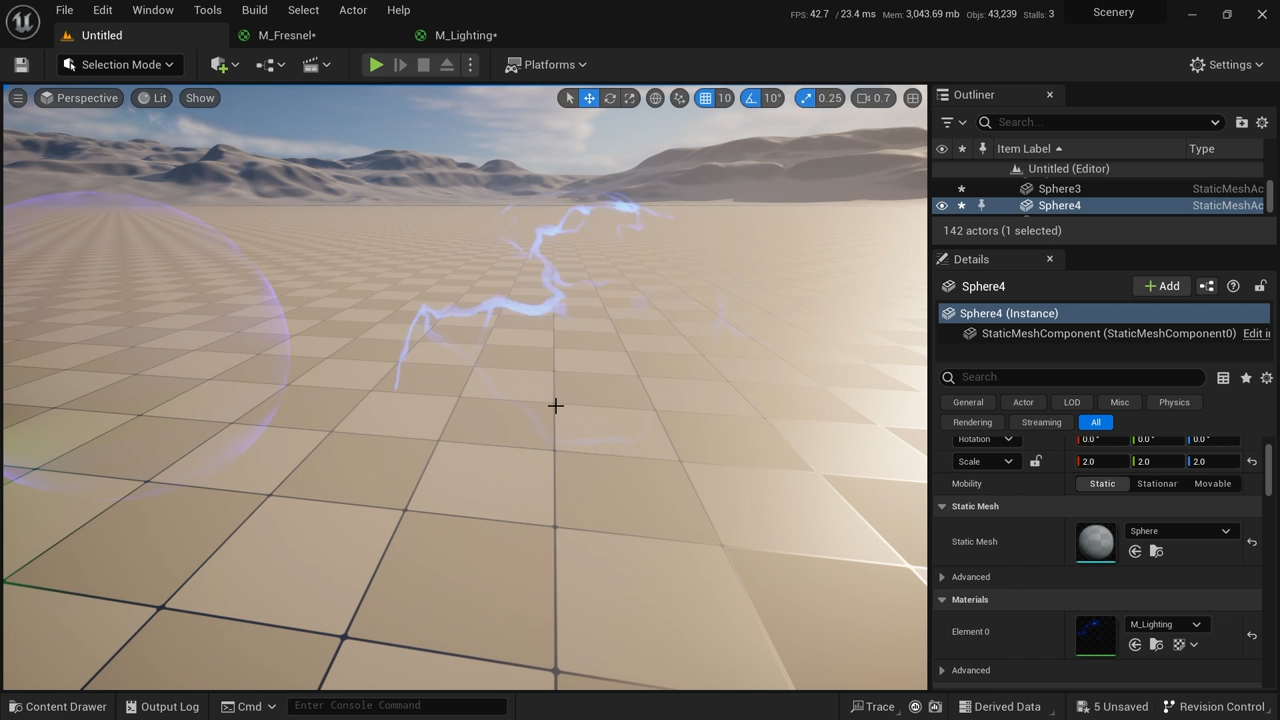 File Edit Window Tools Build Select Actor Help
FPS: 42.7 / 23.4 ms Mem: 3,043.69 mb Objs: 43,239 Stalls: 3 Scenery
Untitled M_Fresnel* M_Lighting*
Selection Mode Platforms Settings
Perspective Lit Show 10 10° 0.25 0.7
Outliner
Search...
Item Label Type
Untitled (Editor)
Sphere3 StaticMeshAc
Sphere4 StaticMeshAc
142 actors (1 selected)
Details
Sphere4 + Add
Sphere4 (Instance)
StaticMeshComponent (StaticMeshComponent0) Edit i
Search
General Actor LOD Misc Physics
Rendering Streaming All
Rotation 0.0° 0.0° 0.0°
Scale 2.0 2.0 2.0
Mobility Static Stationar Movable
Static Mesh
Static Mesh Sphere
Advanced
Materials
Element 0 M_Lighting
Advanced
Content Drawer Output Log Cmd Enter Console Command Trace Derived Data 5 Unsaved Revision Control